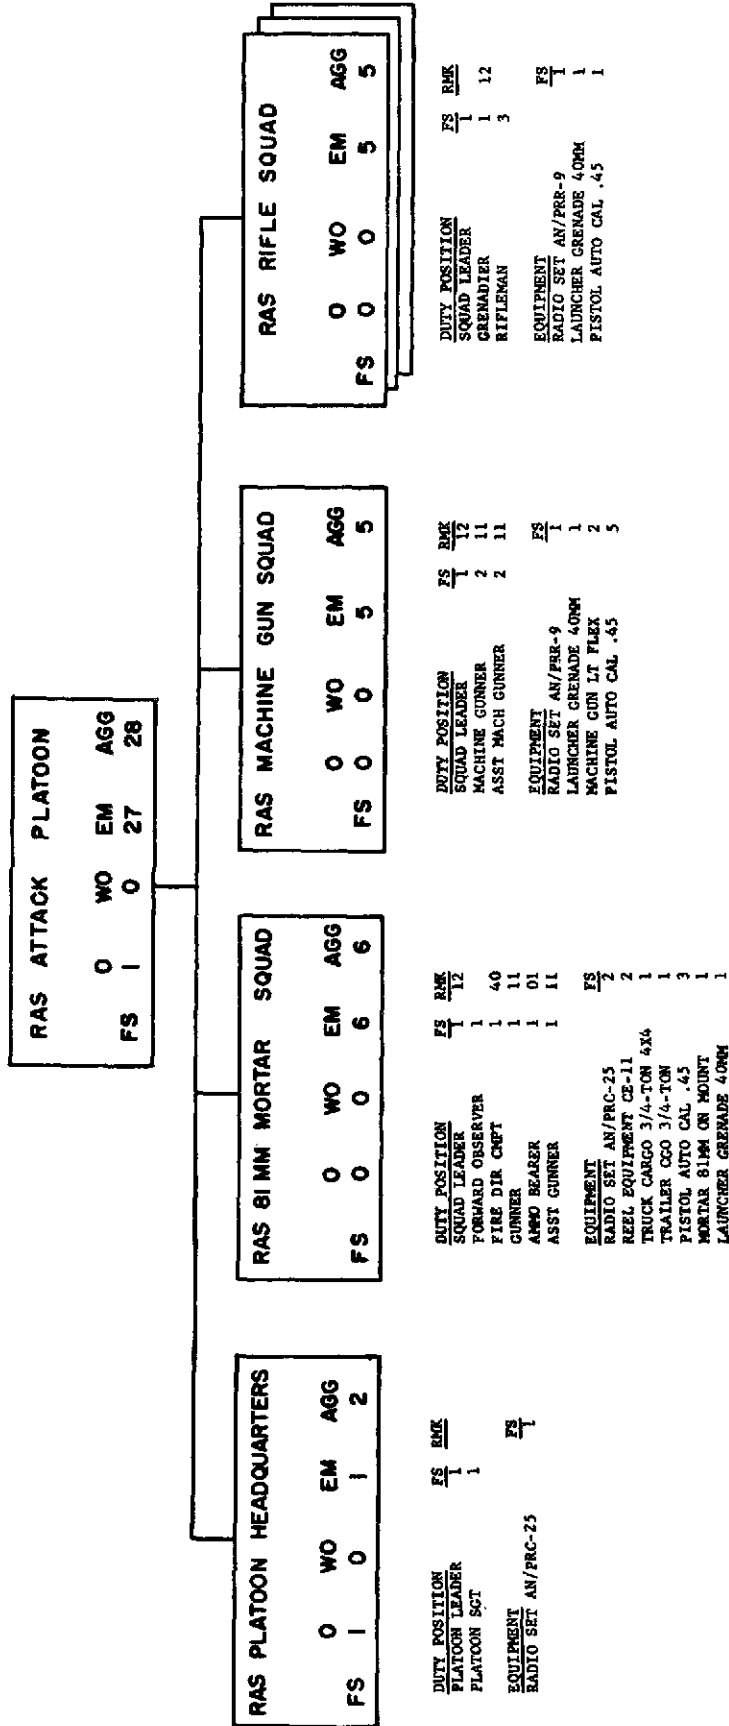 RAS ATTACK PLATOON
O WO EM AGG
FS 1 0 27 28
RAS PLATOON HEADQUARTERS
O WO EM AGG
FS 1 0 1 2
DUTY POSITION FS RMK
PLATOON LEADER 1
PLATOON SGT 1
EQUIPMENT FS
RADIO SET AN/PRC-25 1
RAS 81MM MORTAR SQUAD
O WO EM AGG
FS 0 0 6 6
DUTY POSITION FS RMK
SQUAD LEADER 1 12
FORWARD OBSERVER 1
FIRE DIR CMPT 1 40
GUNNER 1 11
AMMO BEARER 1 01
ASST GUNNER 1 11
EQUIPMENT FS
RADIO SET AN/PRC-25 2
REEL EQUIPMENT CE-11 2
TRUCK CARGO 3/4-TON 4X4 1
TRAILER CGO 3/4-TON 1
PISTOL AUTO CAL .45 3
MORTAR 81MM ON MOUNT 1
LAUNCHER GRENADE 40MM 1
RAS MACHINE GUN SQUAD
O WO EM AGG
FS 0 0 5 5
DUTY POSITION FS RMK
SQUAD LEADER 1 12
MACHINE GUNNER 2 11
ASST MACH GUNNER 2 11
EQUIPMENT FS
RADIO SET AN/PRR-9 1
LAUNCHER GRENADE 40MM 1
MACHINE GUN LT FLEX 2
PISTOL AUTO CAL .45 5
RAS RIFLE SQUAD
O WO EM AGG
FS 0 0 5 5
DUTY POSITION FS RMK
SQUAD LEADER 1
GRENADIER 1 12
RIFLEMAN 3
EQUIPMENT FS
RADIO SET AN/PRR-9 1
LAUNCHER GRENADE 40MM 1
PISTOL AUTO CAL .45 1